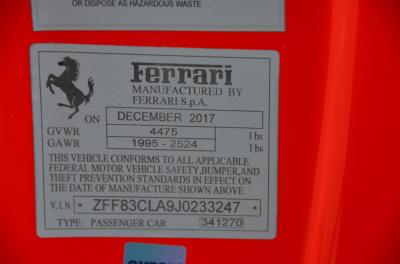 OR DISPOSE AS HAZARDOUS WASTE
Ferrari
MANUFACTURED BY
FERRARI S.p.A.
ON DECEMBER 2017
GVWR 4475 lbs
GAWR 1995 - 2524 lbs
THIS VEHICLE CONFORMS TO ALL APPLICABLE
FEDERAL MOTOR VEHICLE SAFETY, BUMPER, AND
THEFT PREVENTION STANDARDS IN EFFECT ON
THE DATE OF MANUFACTURE SHOWN ABOVE
V.I.N. * ZFF83CLA9J0233247 *
TYPE: PASSENGER CAR 341270